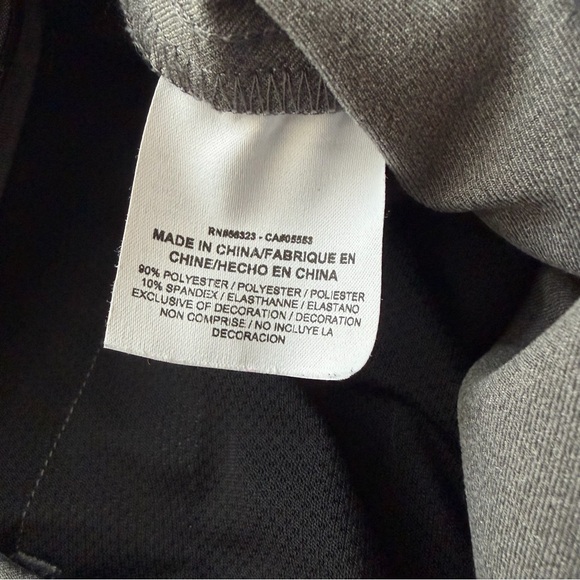 RN#56323 - CA#05553
MADE IN CHINA/FABRIQUE EN
CHINE/HECHO EN CHINA
90% POLYESTER / POLYESTER / POLIESTER
10% SPANDEX / ELASTHANNE / ELASTANO
EXCLUSIVE OF DECORATION / DECORATION
NON COMPRISE / NO INCLUYE LA
DECORACION